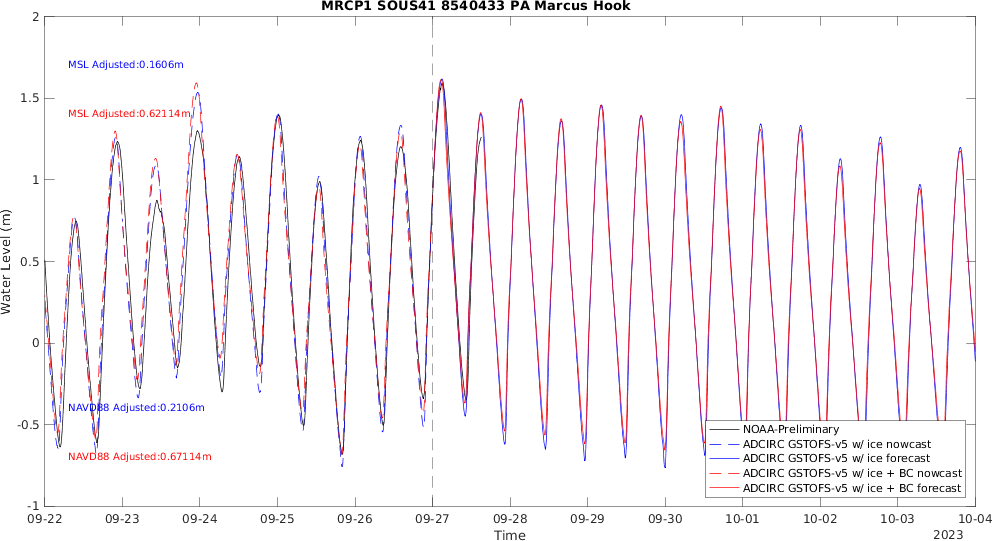 MRCP1 SOUS41 8540433 PA Marcus Hook
2
1.5
1
0.5
0
-0.5
-1
Water Level (m)
MSL Adjusted:0.1606m
MSL Adjusted:0.62114m
NAVD88 Adjusted:0.2106m
NAVD88 Adjusted:0.67114m
NOAA-Preliminary
ADCIRC GSTOFS-v5 w/ ice nowcast
ADCIRC GSTOFS-v5 w/ ice forecast
ADCIRC GSTOFS-v5 w/ ice + BC nowcast
ADCIRC GSTOFS-v5 w/ ice + BC forecast
09-22 09-23 09-24 09-25 09-26 09-27 09-28 09-29 09-30 10-01 10-02 10-03 10-04
Time
2023